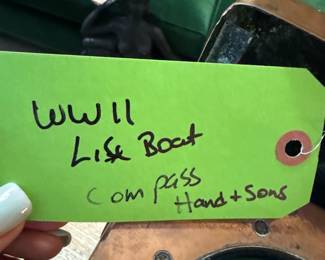 WWII
Life Boat
Compass
Hand + Sons